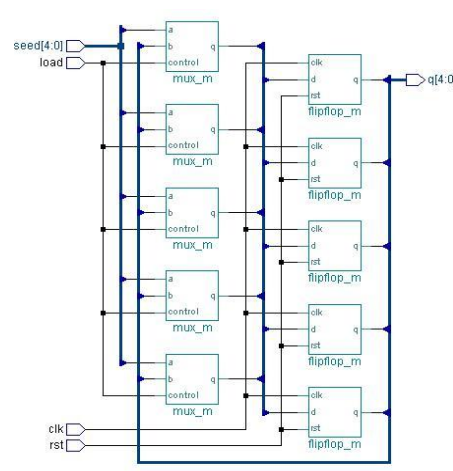 seed[4:0]
load
a
b q
control
mux_m
a
b q
control
mux_m
a
b q
control
mux_m
a
b q
control
mux_m
a
b q
control
mux_m
clk
d q
rst
flipflop_m
clk
d q
rst
flipflop_m
clk
d q
rst
flipflop_m
clk
d q
rst
flipflop_m
clk
d q
rst
flipflop_m
q[4:0
clk
rst